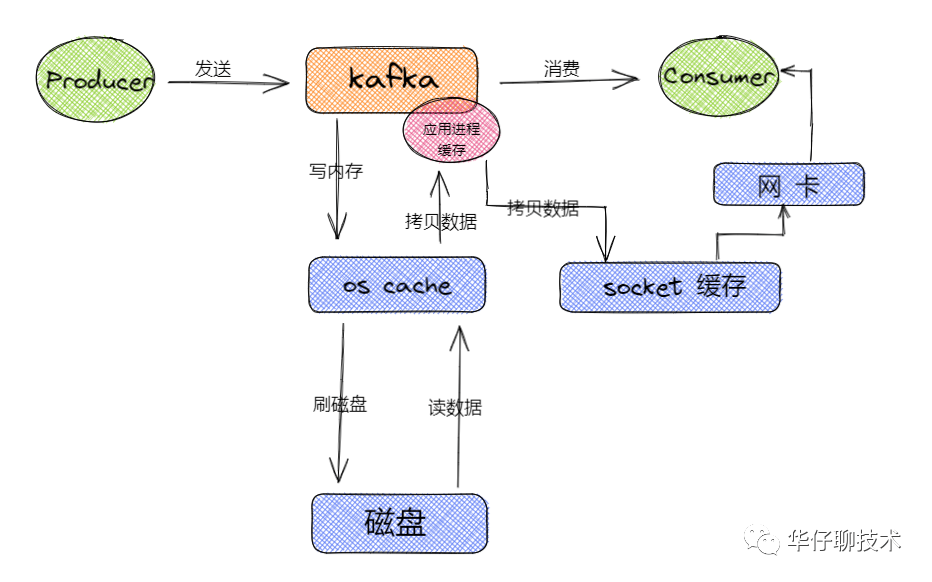 Producer
发送
kafka
消费
Consumer
应用进程
缓存
写内存
拷贝数据
拷贝数据
网 卡
os cache
socket 缓存
刷磁盘
读数据
磁盘
华仔聊技术